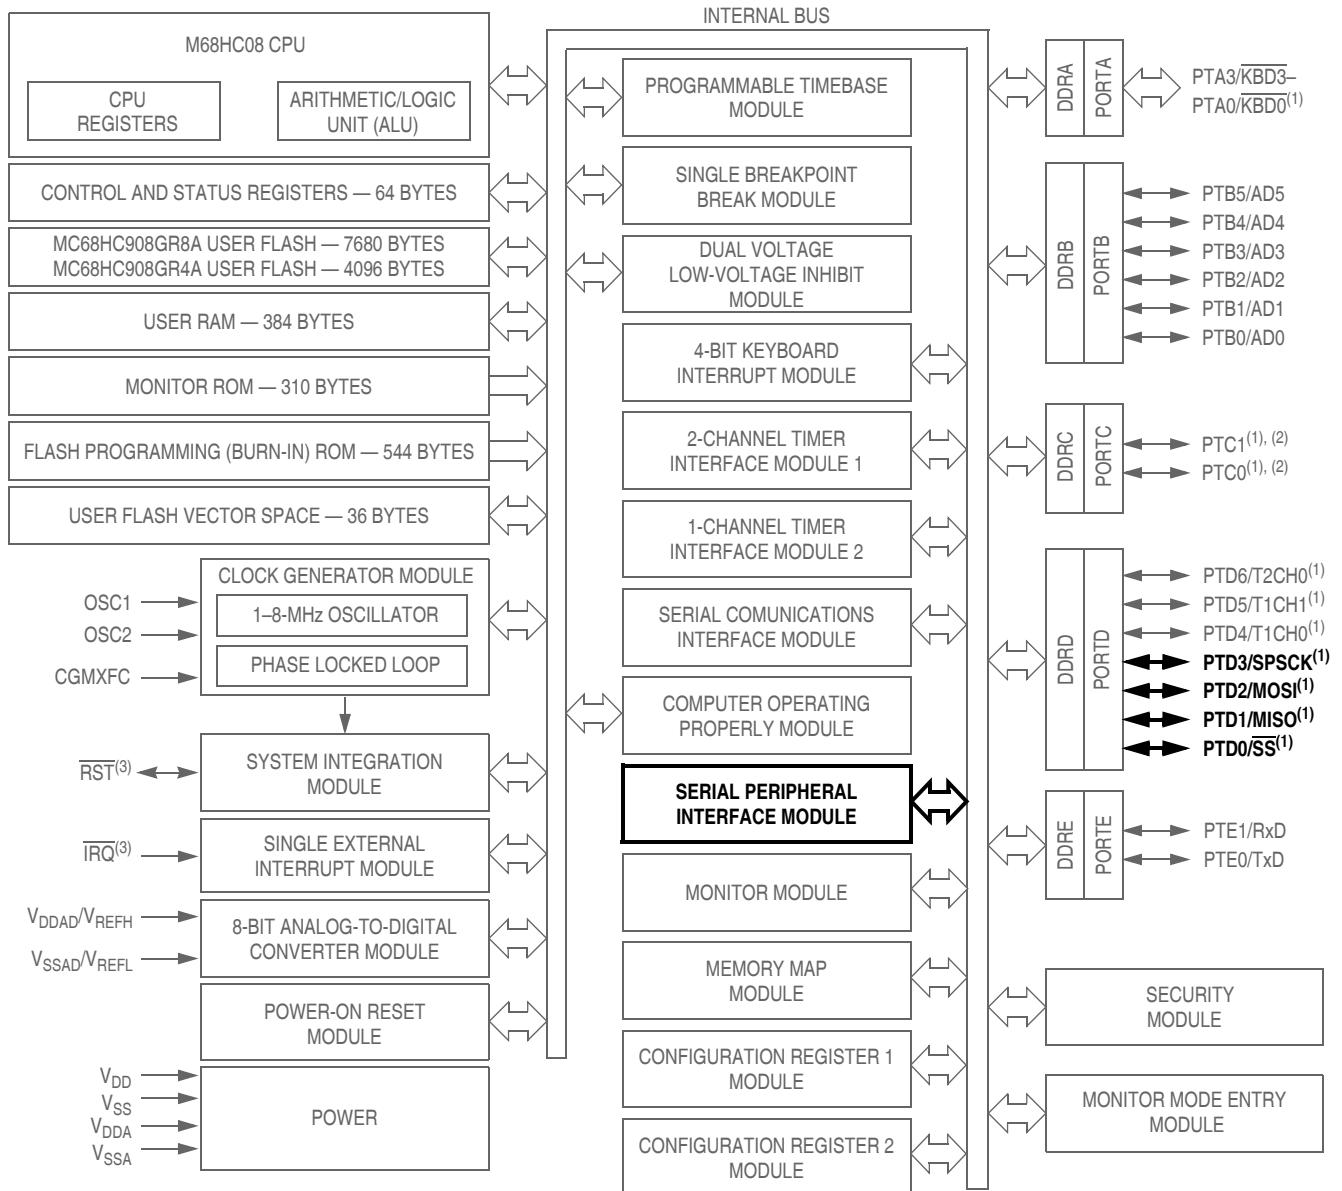 INTERNAL BUS
M68HC08 CPU
CPU
REGISTERS
ARITHMETIC/LOGIC
UNIT (ALU)
CONTROL AND STATUS REGISTERS — 64 BYTES
MC68HC908GR8A USER FLASH — 7680 BYTES
MC68HC908GR4A USER FLASH — 4096 BYTES
USER RAM — 384 BYTES
MONITOR ROM — 310 BYTES
FLASH PROGRAMMING (BURN-IN) ROM — 544 BYTES
USER FLASH VECTOR SPACE — 36 BYTES
CLOCK GENERATOR MODULE
1–8-MHz OSCILLATOR
PHASE LOCKED LOOP
OSC1
OSC2
CGMXFC
SYSTEM INTEGRATION
MODULE
RST(3)
SINGLE EXTERNAL
INTERRUPT MODULE
IRQ(3)
8-BIT ANALOG-TO-DIGITAL
CONVERTER MODULE
VDDAD/VREFH
VSSAD/VREFL
POWER-ON RESET
MODULE
VDD
VSS
VDDA
VSSA
POWER
PROGRAMMABLE TIMEBASE
MODULE
SINGLE BREAKPOINT
BREAK MODULE
DUAL VOLTAGE
LOW-VOLTAGE INHIBIT
MODULE
4-BIT KEYBOARD
INTERRUPT MODULE
2-CHANNEL TIMER
INTERFACE MODULE 1
1-CHANNEL TIMER
INTERFACE MODULE 2
SERIAL COMUNICATIONS
INTERFACE MODULE
COMPUTER OPERATING
PROPERLY MODULE
SERIAL PERIPHERAL
INTERFACE MODULE
MONITOR MODULE
MEMORY MAP
MODULE
CONFIGURATION REGISTER 1
MODULE
CONFIGURATION REGISTER 2
MODULE
DDRA
PORTA
PTA3/KBD3–
PTA0/KBD0(1)
DDRB
PORTB
PTB5/AD5
PTB4/AD4
PTB3/AD3
PTB2/AD2
PTB1/AD1
PTB0/AD0
DDRC
PORTC
PTC1(1), (2)
PTC0(1), (2)
DDRD
PORTD
PTD6/T2CH0(1)
PTD5/T1CH1(1)
PTD4/T1CH0(1)
PTD3/SPSCK(1)
PTD2/MOSI(1)
PTD1/MISO(1)
PTD0/SS(1)
DDRE
PORTE
PTE1/RxD
PTE0/TxD
SECURITY
MODULE
MONITOR MODE ENTRY
MODULE